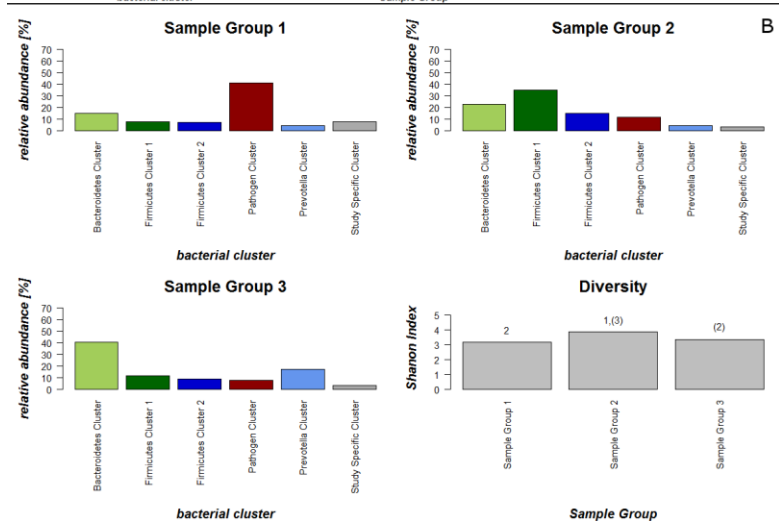 bacterial cluster
Sample Group
B
Sample Group 1
relative abundance [%]
70
60
50
40
30
20
10
0
Bacteroidetes Cluster
Firmicutes Cluster 1
Firmicutes Cluster 2
Pathogen Cluster
Prevotella Cluster
Study Specific Cluster
bacterial cluster
Sample Group 2
relative abundance [%]
70
60
50
40
30
20
10
0
Bacteroidetes Cluster
Firmicutes Cluster 1
Firmicutes Cluster 2
Pathogen Cluster
Prevotella Cluster
Study Specific Cluster
bacterial cluster
Sample Group 3
relative abundance [%]
70
60
50
40
30
20
10
0
Bacteroidetes Cluster
Firmicutes Cluster 1
Firmicutes Cluster 2
Pathogen Cluster
Prevotella Cluster
Study Specific Cluster
bacterial cluster
Diversity
Shanon Index
5
4
3
2
1
0
2
1,(3)
(2)
Sample Group 1
Sample Group 2
Sample Group 3
Sample Group